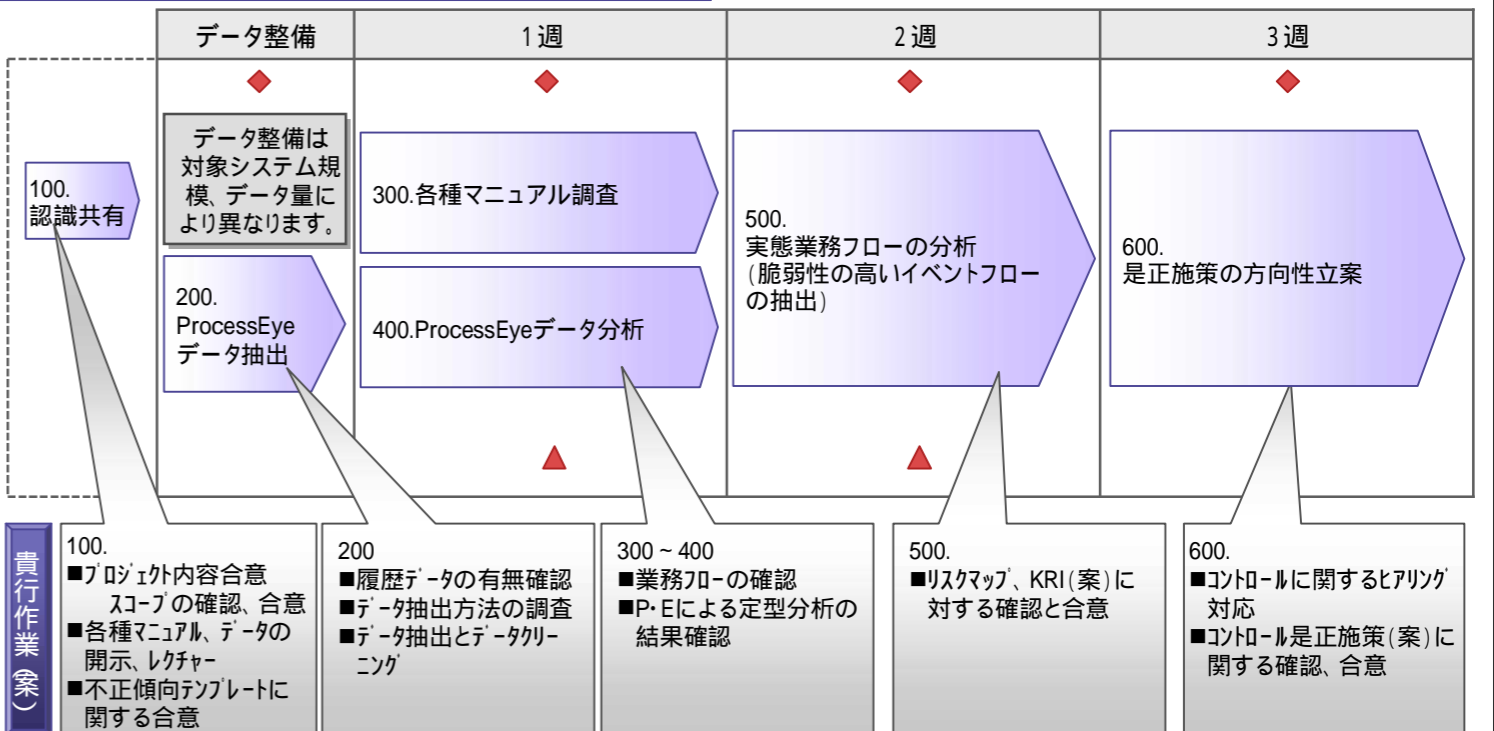 データ整備
1週
2週
3週
100.
認識共有
データ整備は
対象システム規
模、データ量に
より異なります。
200.
ProcessEye
データ抽出
300.各種マニュアル調査
400.ProcessEyeデータ分析
500.
実態業務フローの分析
(脆弱性の高いイベントフロー
の抽出)
600.
是正施策の方向性立案
貴行作業(案)
100.
■ﾌﾟﾛｼﾞｪｸﾄ内容合意
ｽｺｰﾌﾟの確認、合意
■各種ﾏﾆｭｱﾙ、ﾃﾞｰﾀの
開示、ﾚｸﾁｬｰ
■不正傾向ﾃﾝﾌﾟﾚｰﾄに
関する合意
200
■履歴ﾃﾞｰﾀの有無確認
■ﾃﾞｰﾀ抽出方法の調査
■ﾃﾞｰﾀ抽出とﾃﾞｰﾀｸﾘｰ
ﾆﾝｸﾞ
300～400
■業務ﾌﾛｰの確認
■P･Eによる定型分析の
結果確認
500.
■ﾘｽｸﾏｯﾌﾟ、KRI(案)に
対する確認と合意
600.
■ｺﾝﾄﾛｰﾙに関するﾋｱﾘﾝｸﾞ
対応
■ｺﾝﾄﾛｰﾙ是正施策(案)に
関する確認、合意